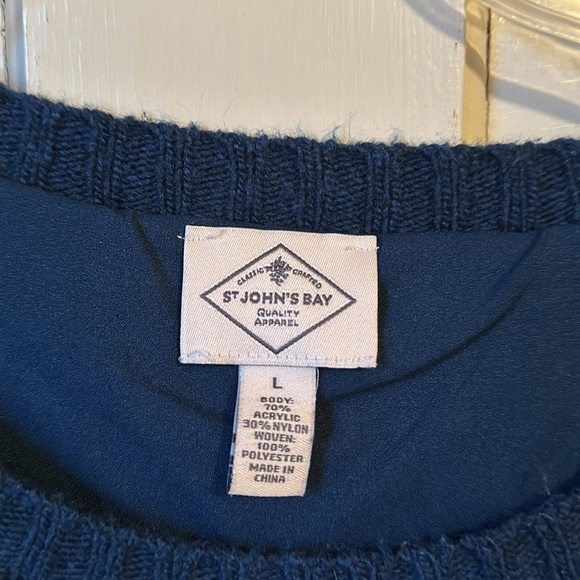 CLASSIC CRAFTED
ST JOHN'S BAY
QUALITY
APPAREL
L
BODY:
70%
ACRYLIC
30% NYLON
WOVEN:
100%
POLYESTER
MADE IN
CHINA